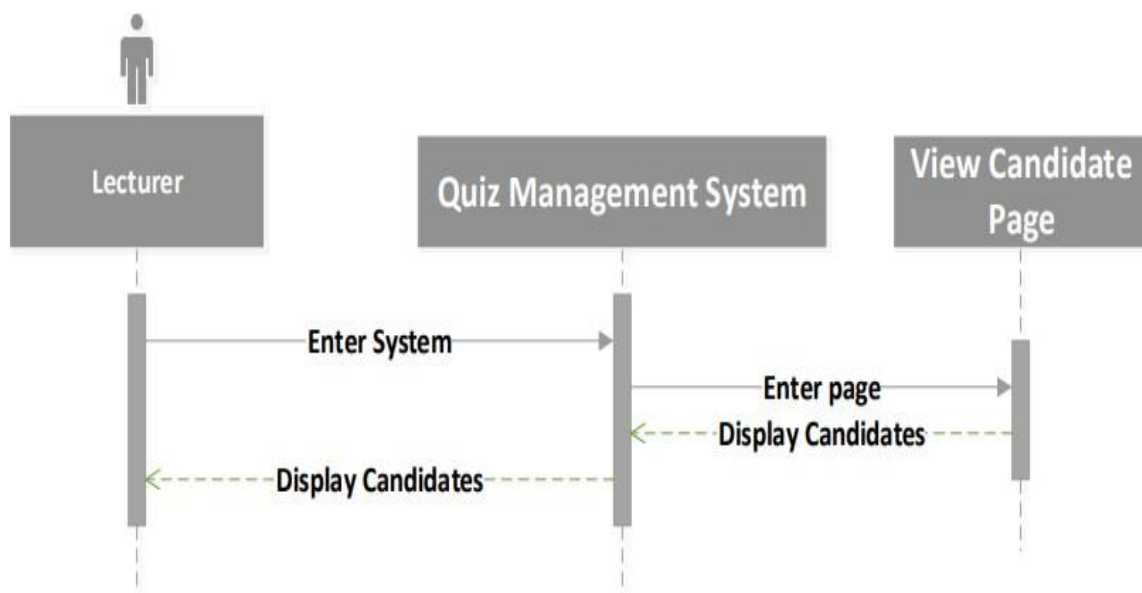 Lecturer
Quiz Management System
View Candidate
Page
Enter System
Enter page
Display Candidates
Display Candidates